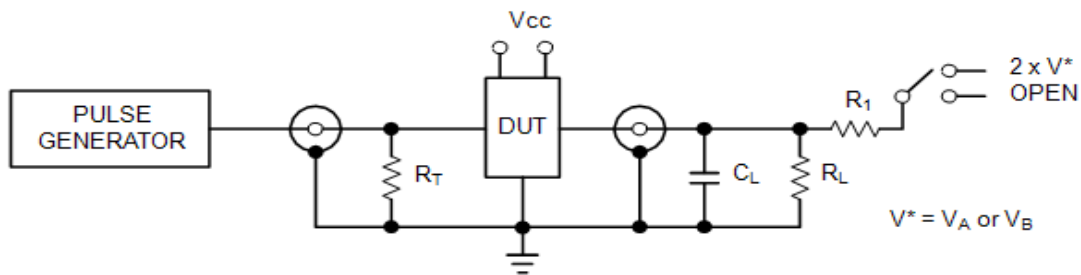 Vcc
PULSE
GENERATOR
RT
DUT
CL
RL
R1
2 x V*
OPEN
V* = VA or VB